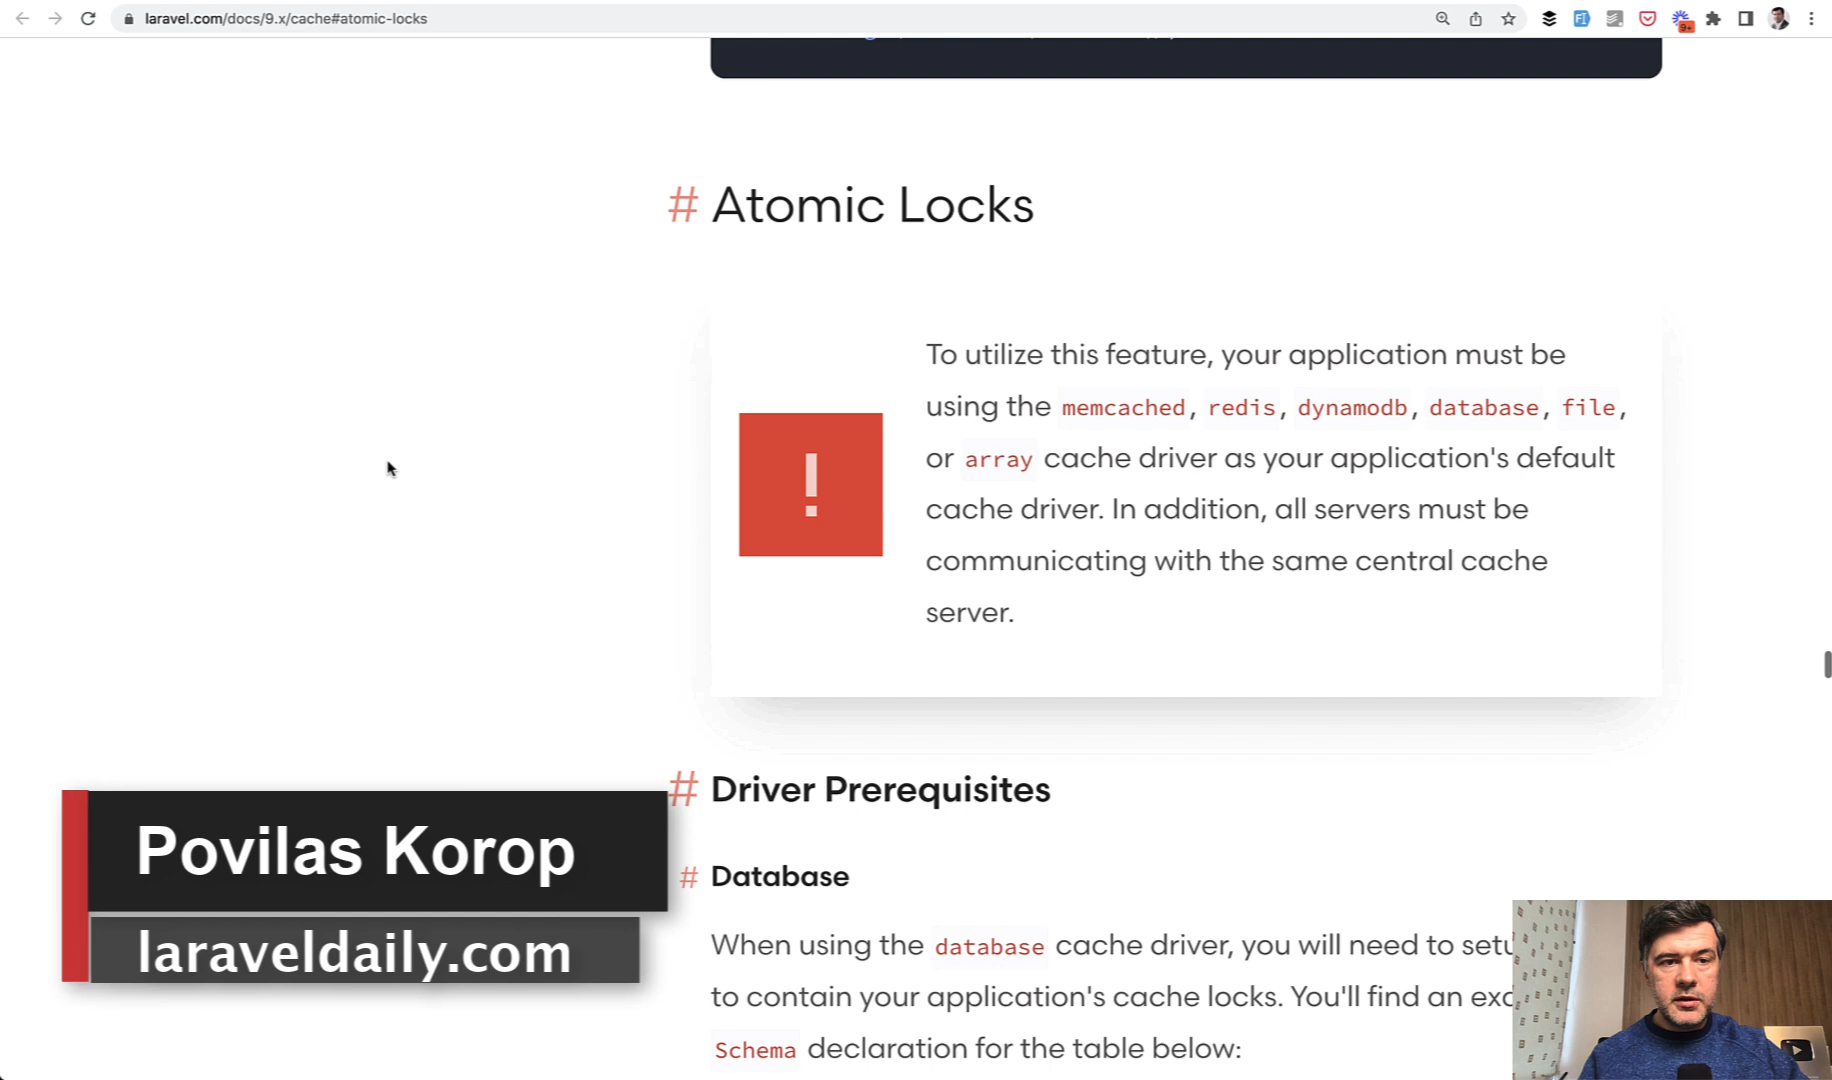 laravel.com/docs/9.x/cache#atomic-locks
9+
# Atomic Locks
!
To utilize this feature, your application must be
using the memcached, redis, dynamodb, database, file,
or array cache driver as your application's default
cache driver. In addition, all servers must be
communicating with the same central cache
server.
# Driver Prerequisites
# Database
When using the database cache driver, you will need to
to contain your application's cache locks. You'll find an
Schema declaration for the table below:
Povilas Korop
laraveldaily.com